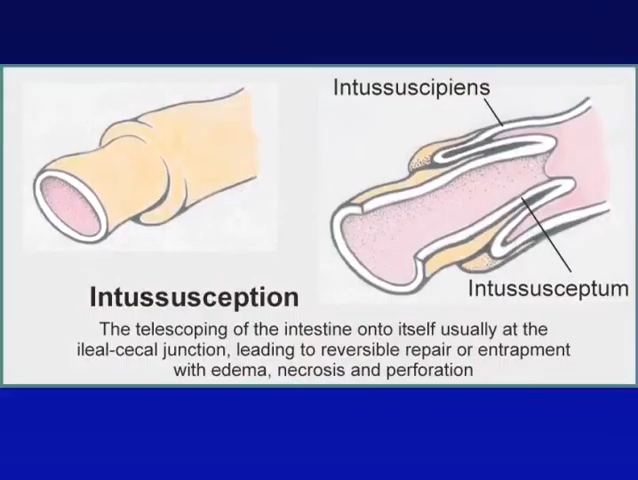 Intussuscipiens
Intussusceptum
Intussusception
The telescoping of the intestine onto itself usually at the
ileal-cecal junction, leading to reversible repair or entrapment
with edema, necrosis and perforation